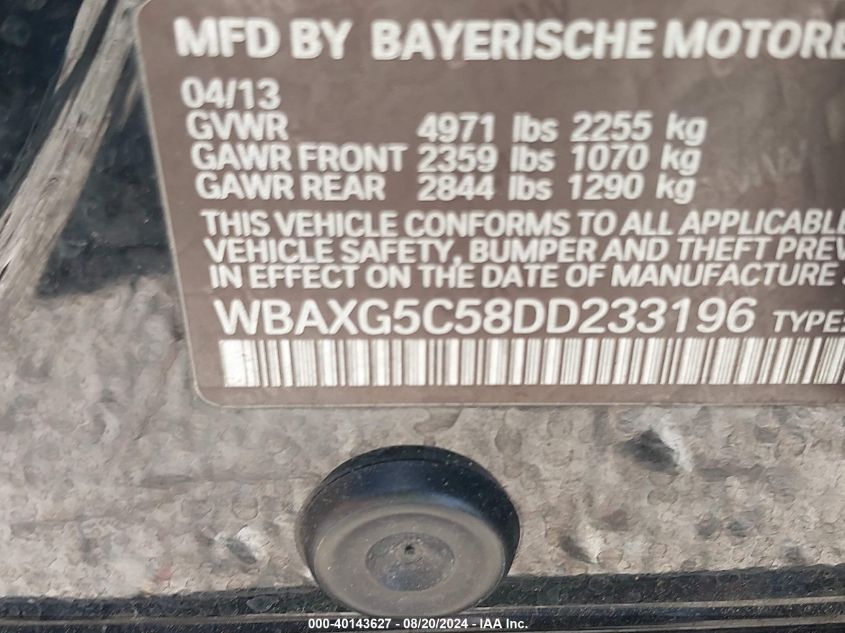 MFD BY BAYERISCHE MOTORE
04/13
GVWR 4971 lbs 2255 kg
GAWR FRONT 2359 lbs 1070 kg
GAWR REAR 2844 lbs 1290 kg
THIS VEHICLE CONFORMS TO ALL APPLICABLE
VEHICLE SAFETY, BUMPER AND THEFT PREV
IN EFFECT ON THE DATE OF MANUFACTURE
WBAXG5C58DD233196 TYPE:
000-40143627 - 08/20/2024 - IAA Inc.